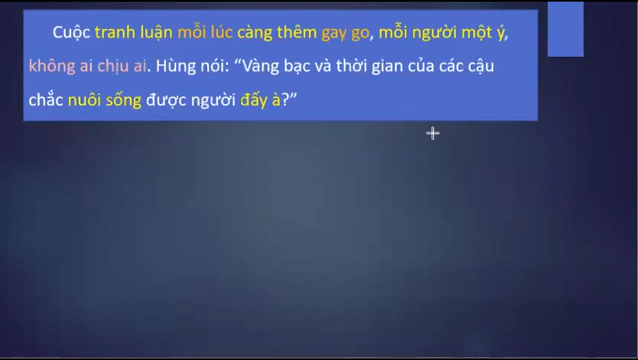 Cuộc tranh luận mỗi lúc càng thêm gay go, mỗi người một ý,
không ai chịu ai. Hùng nói: “Vàng bạc và thời gian của các cậu
chắc nuôi sống được người đấy à?”